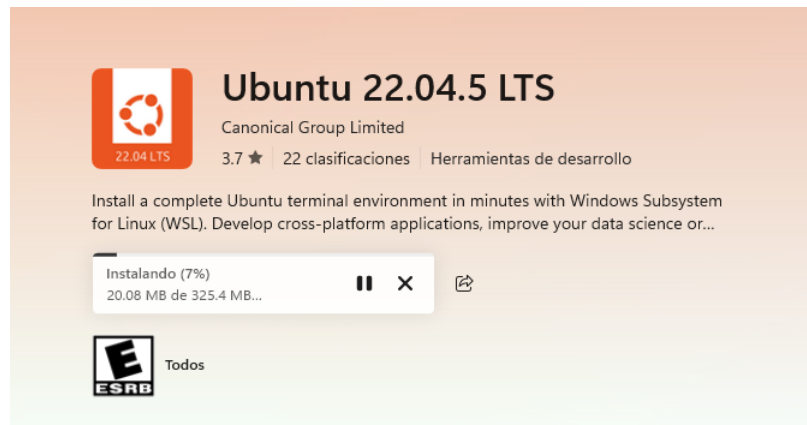 Ubuntu 22.04.5 LTS
Canonical Group Limited
22.04 LTS
3.7 ★ 22 clasificaciones Herramientas de desarrollo
Install a complete Ubuntu terminal environment in minutes with Windows Subsystem
for Linux (WSL). Develop cross-platform applications, improve your data science or...
Instalando (7%)
20.08 MB de 325.4 MB...
E
ESRB
Todos